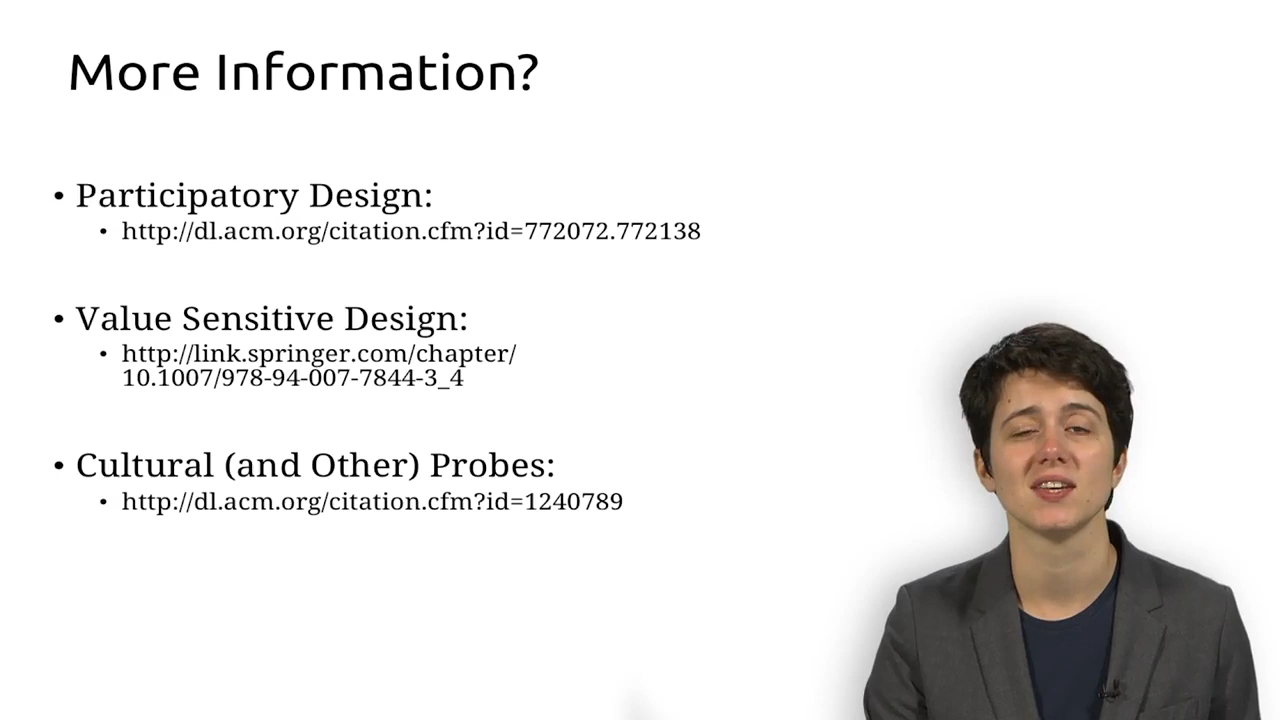 More Information?
• Participatory Design:
• http://dl.acm.org/citation.cfm?id=772072.772138
• Value Sensitive Design:
• http://link.springer.com/chapter/
10.1007/978-94-007-7844-3_4
• Cultural (and Other) Probes:
• http://dl.acm.org/citation.cfm?id=1240789